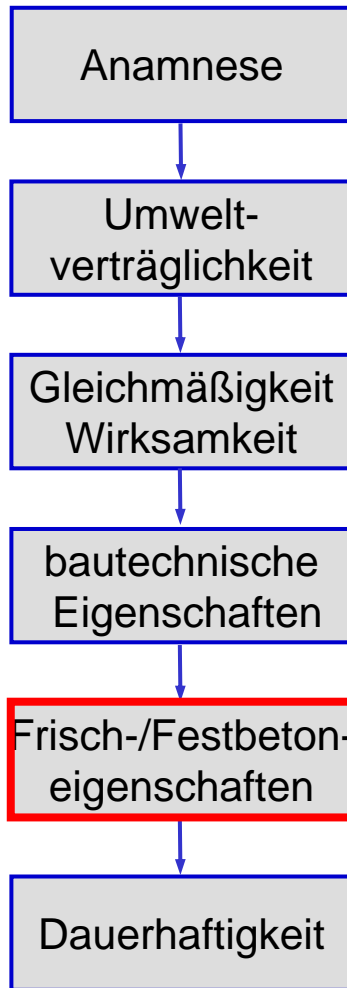 Anamnese
Umwelt-
verträglichkeit
Gleichmäßigkeit
Wirksamkeit
bautechnische
Eigenschaften
Frisch-/Festbeton-
eigenschaften
Dauerhaftigkeit